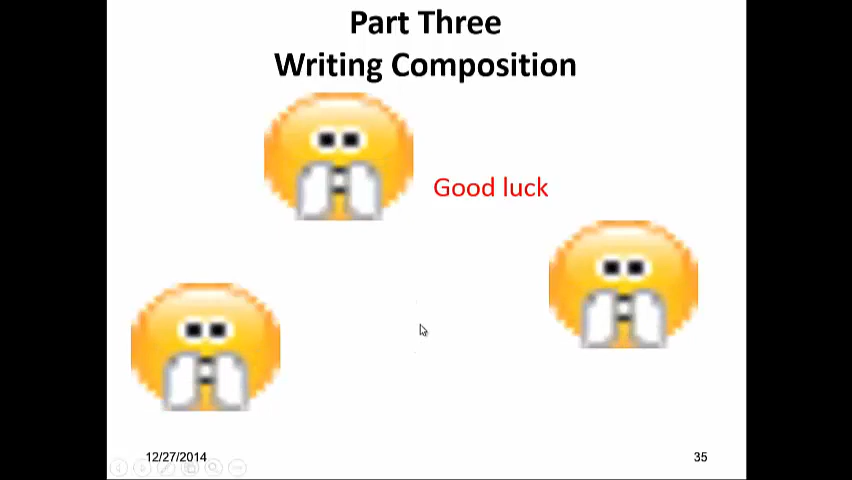 Part Three
Writing Composition
Good luck
12/27/2014
35